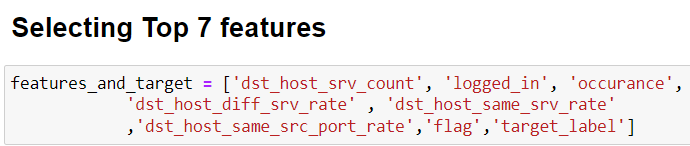 Selecting Top 7 features
features_and_target = ['dst_host_srv_count', 'logged_in', 'occurance',
'dst_host_diff_srv_rate' , 'dst_host_same_srv_rate'
,'dst_host_same_src_port_rate','flag','target_label']